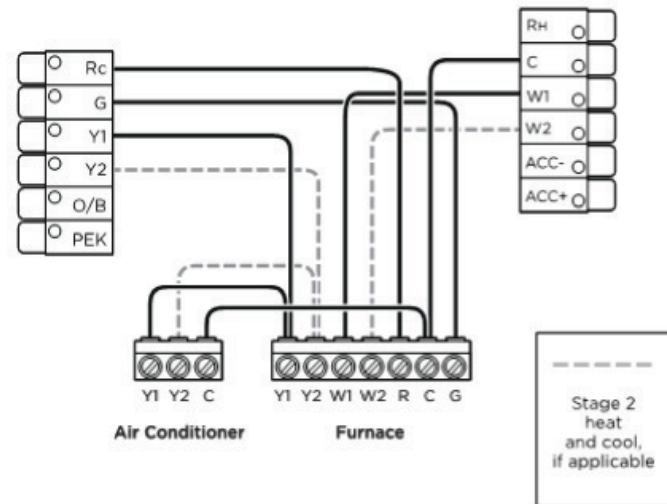 Rc
G
Y1
Y2
O/B
PEK
RH
C
W1
W2
ACC-
ACC+
Y1 Y2 C
Air Conditioner
Y1 Y2 W1 W2 R C G
Furnace
Stage 2
heat
and cool,
if applicable